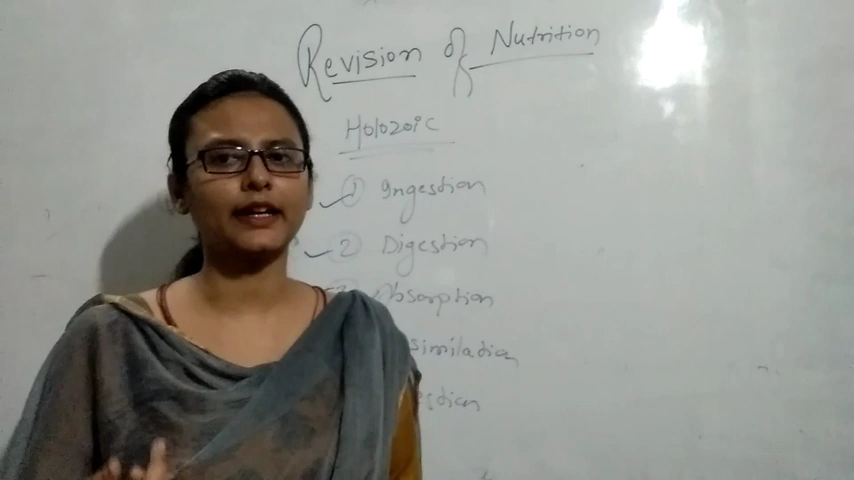 Revision of Nutrition
Holozoic
① Ingestion
② Digestion
Absorption
similation